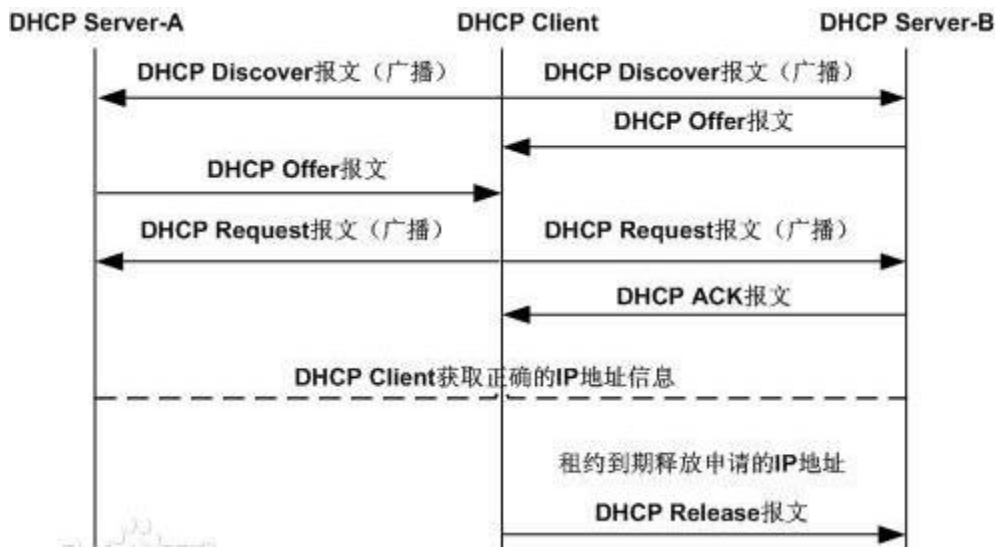 DHCP Server-A DHCP Client DHCP Server-B
DHCP Discover报文（广播） DHCP Discover报文（广播）
DHCP Offer报文
DHCP Offer报文
DHCP Request报文（广播） DHCP Request报文（广播）
DHCP ACK报文
DHCP Client获取正确的IP地址信息
租约到期释放申请的IP地址
DHCP Release报文